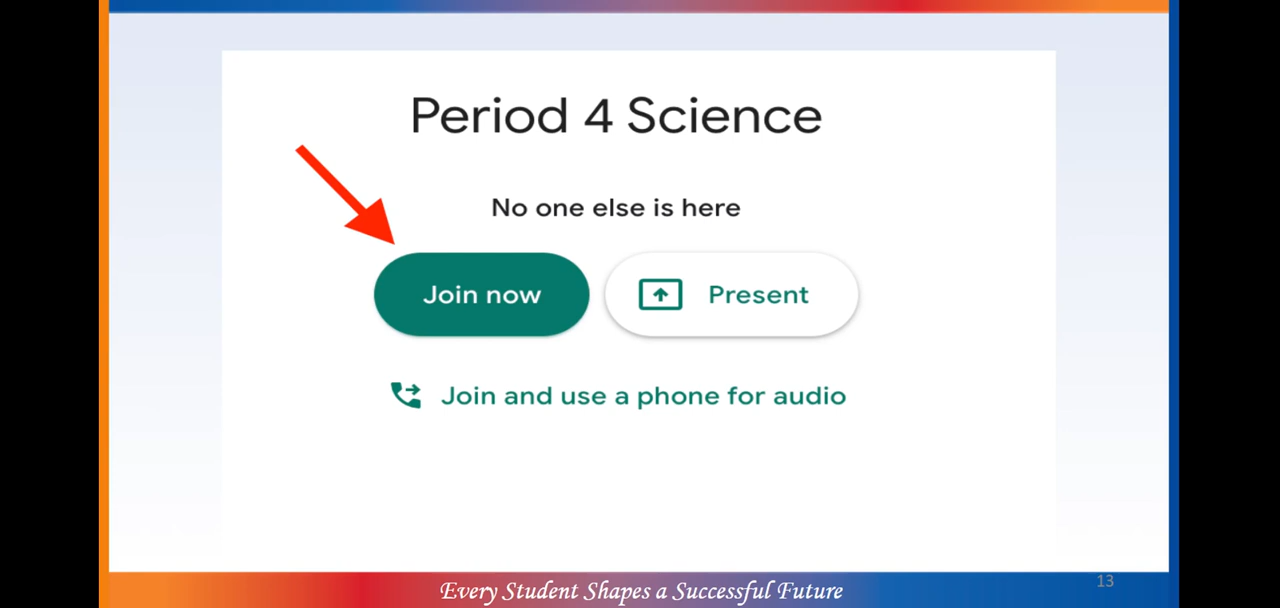 Period 4 Science
No one else is here
Join now
Present
Join and use a phone for audio
Every Student Shapes a Successful Future
13